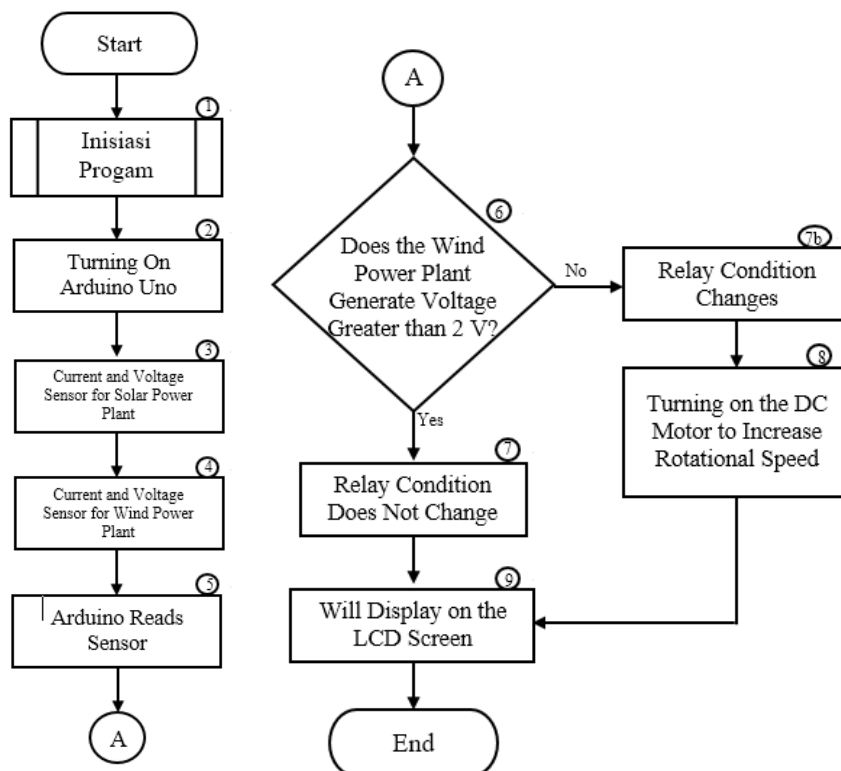 Start
1
Inisiasi
Progam
2
Turning On
Arduino Uno
3
Current and Voltage
Sensor for Solar Power
Plant
4
Current and Voltage
Sensor for Wind Power
Plant
5
Arduino Reads
Sensor
A
A
6
Does the Wind
Power Plant
Generate Voltage
Greater than 2 V?
No
Yes
7b
Relay Condition
Changes
8
Turning on the DC
Motor to Increase
Rotational Speed
7
Relay Condition
Does Not Change
9
Will Display on the
LCD Screen
End